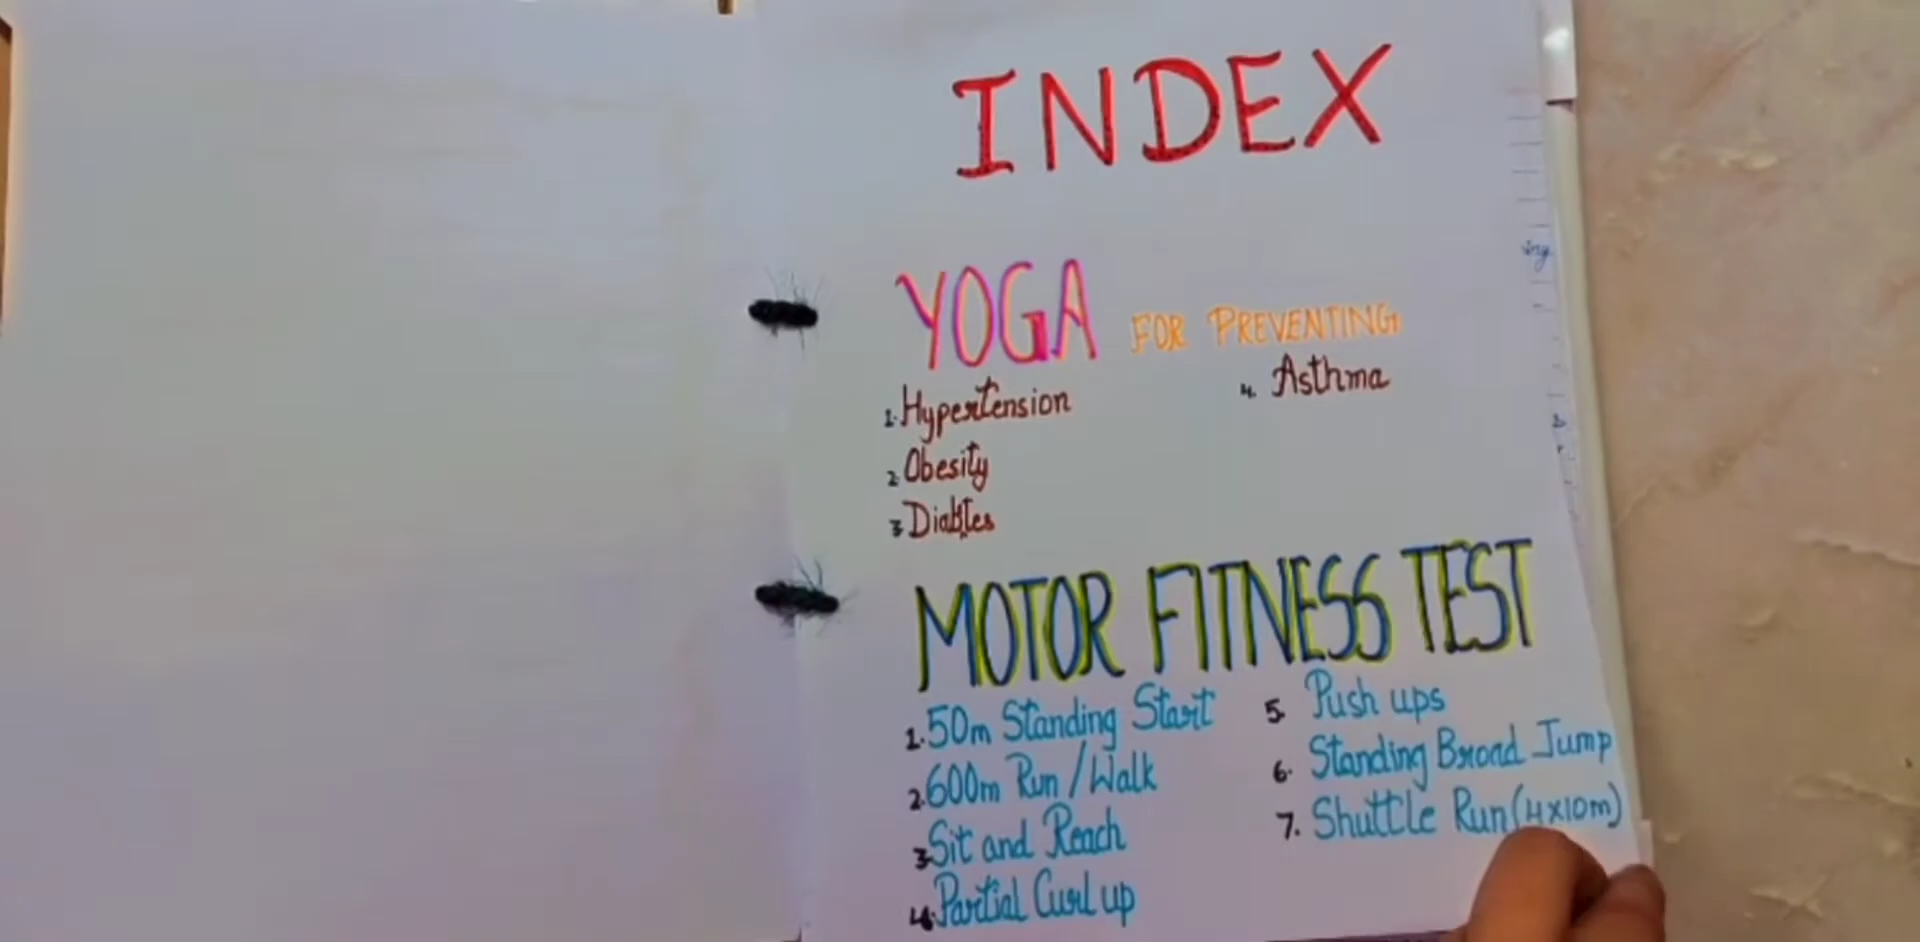 INDEX
YOGA FOR PREVENTING
1. Hypertension
2. Obesity
3. Diabtes
4. Asthma
MOTOR FITNESS TEST
1. 50m Standing Start
2. 600m Run / Walk
3. Sit and Reach
4. Partial Curl up
5. Push ups
6. Standing Broad Jump
7. Shuttle Run (4x10m)